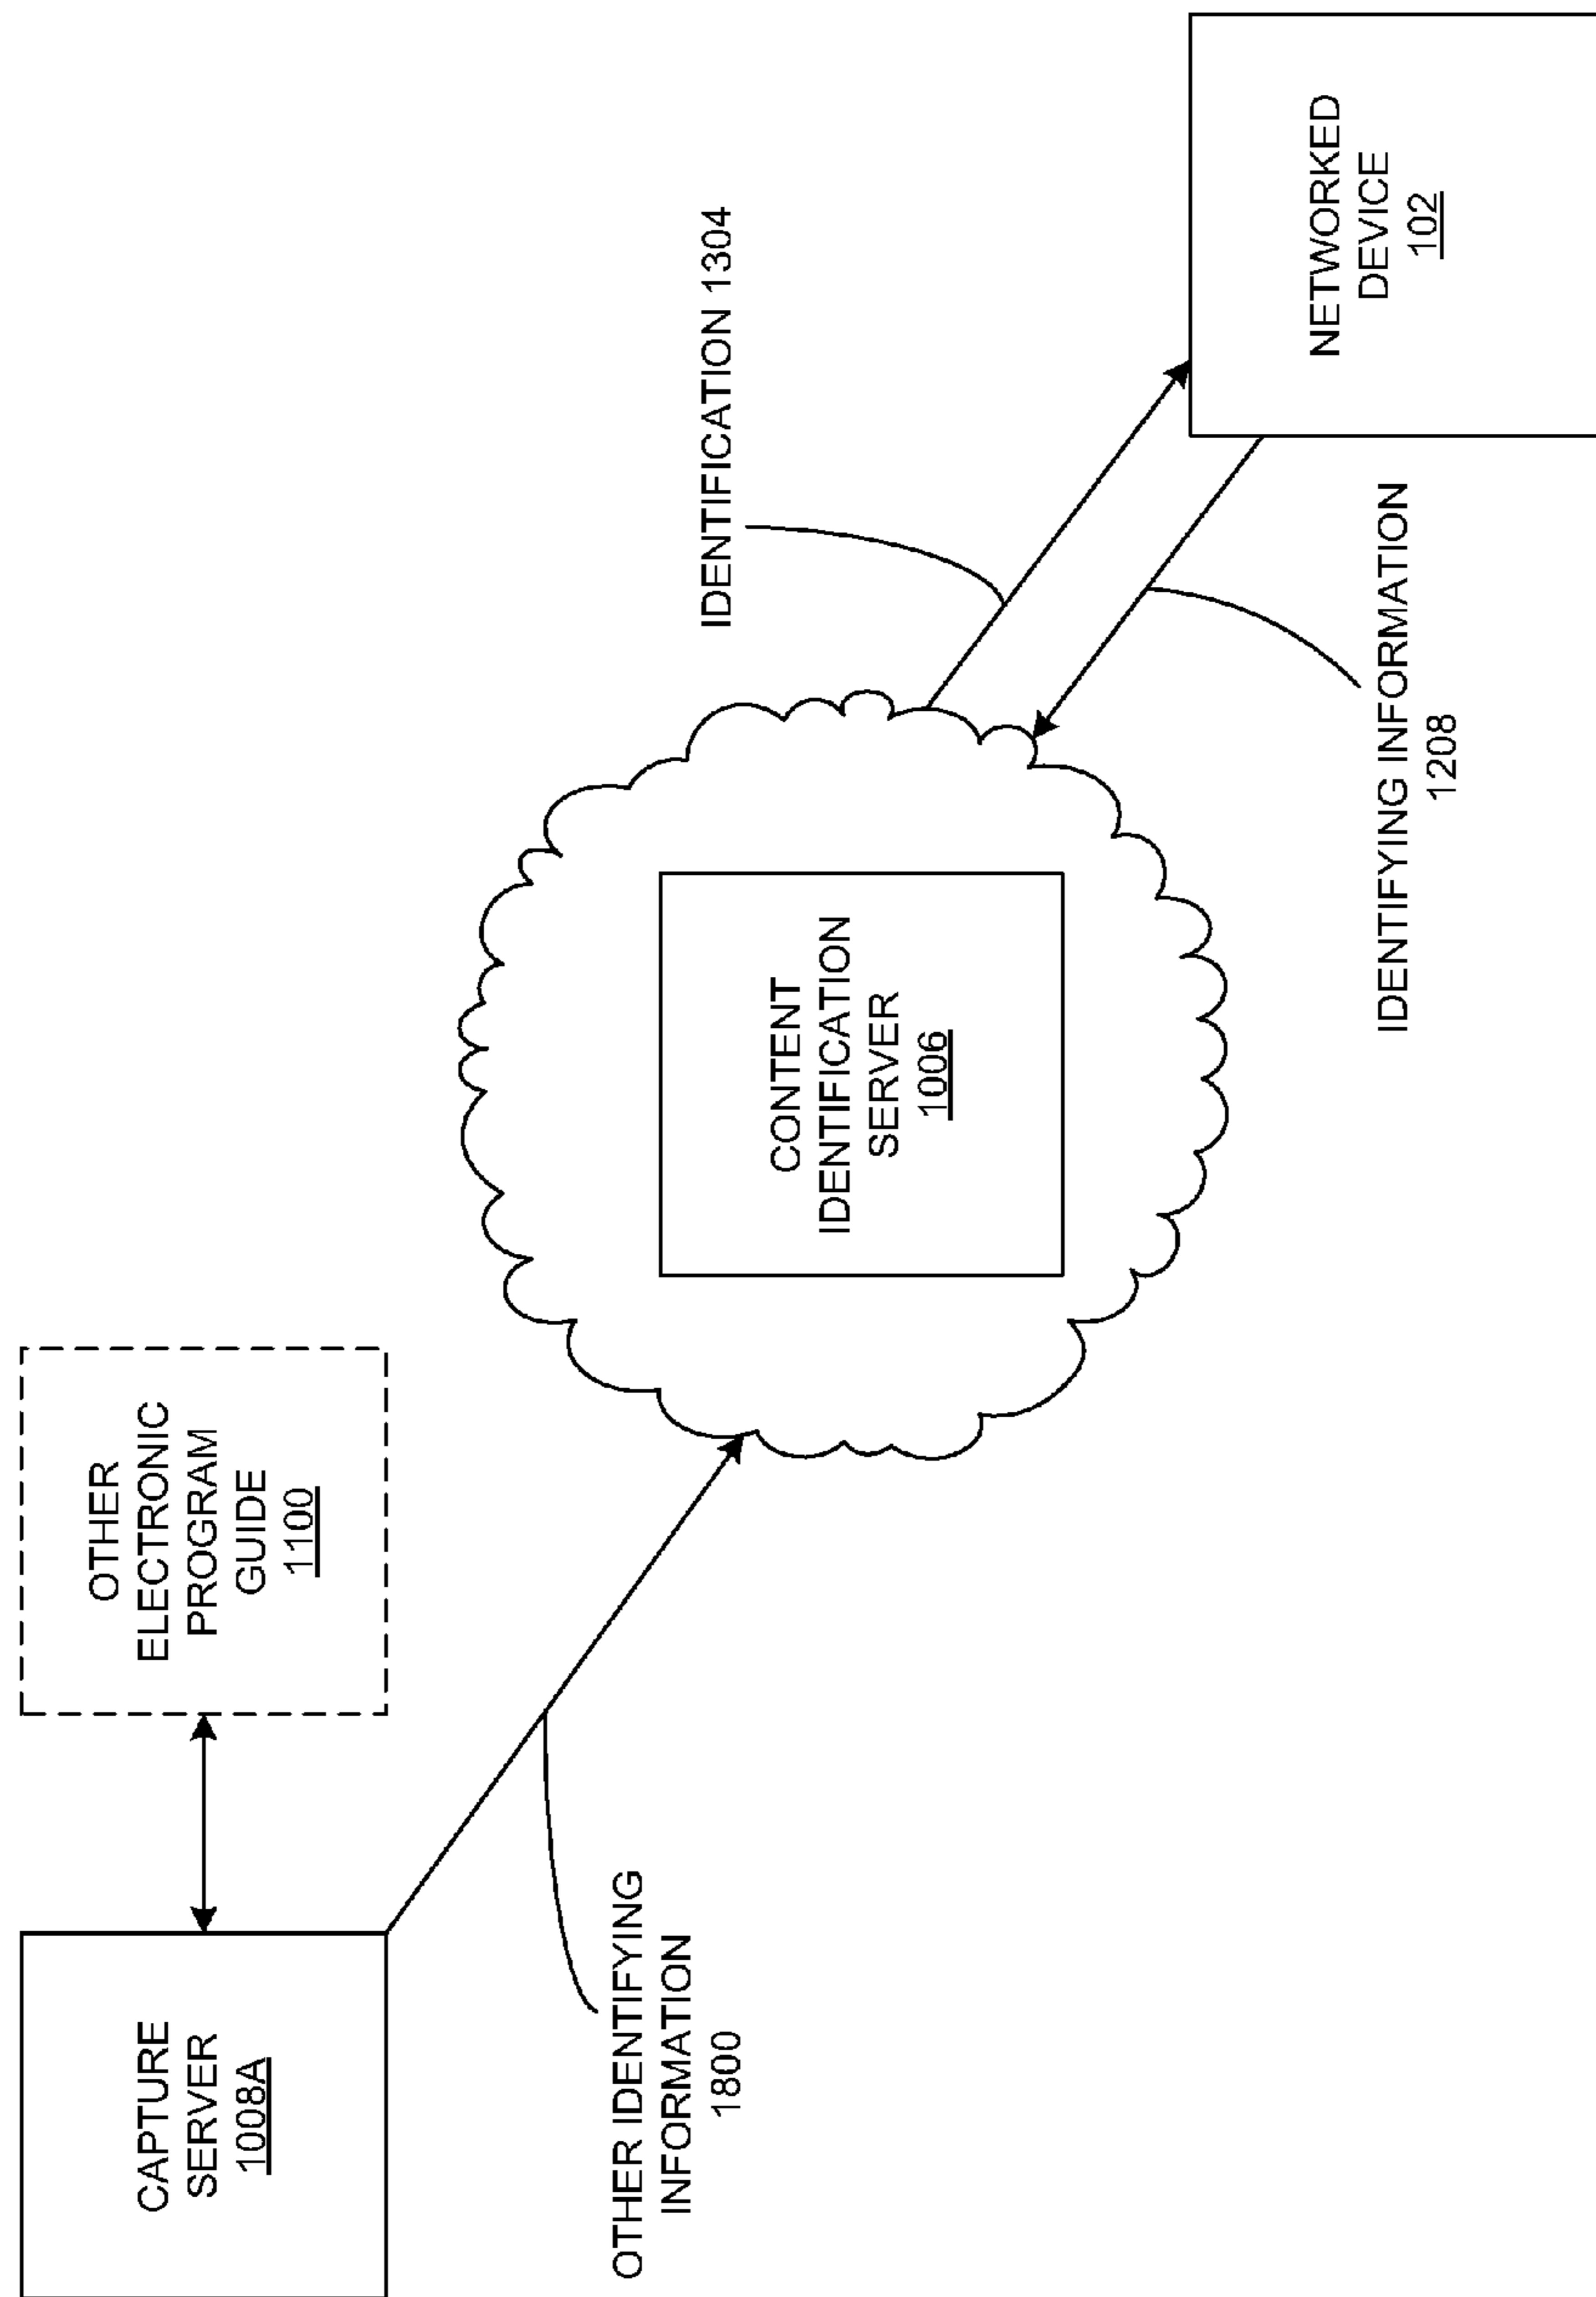 CAPTURE
SERVER
1008A
OTHER
ELECTRONIC
PROGRAM
GUIDE
1100
OTHER IDENTIFYING
INFORMATION
1800
CONTENT
IDENTIFICATION
SERVER
1006
IDENTIFICATION 1304
IDENTIFYING INFORMATION
1208
NETWORKED
DEVICE
102